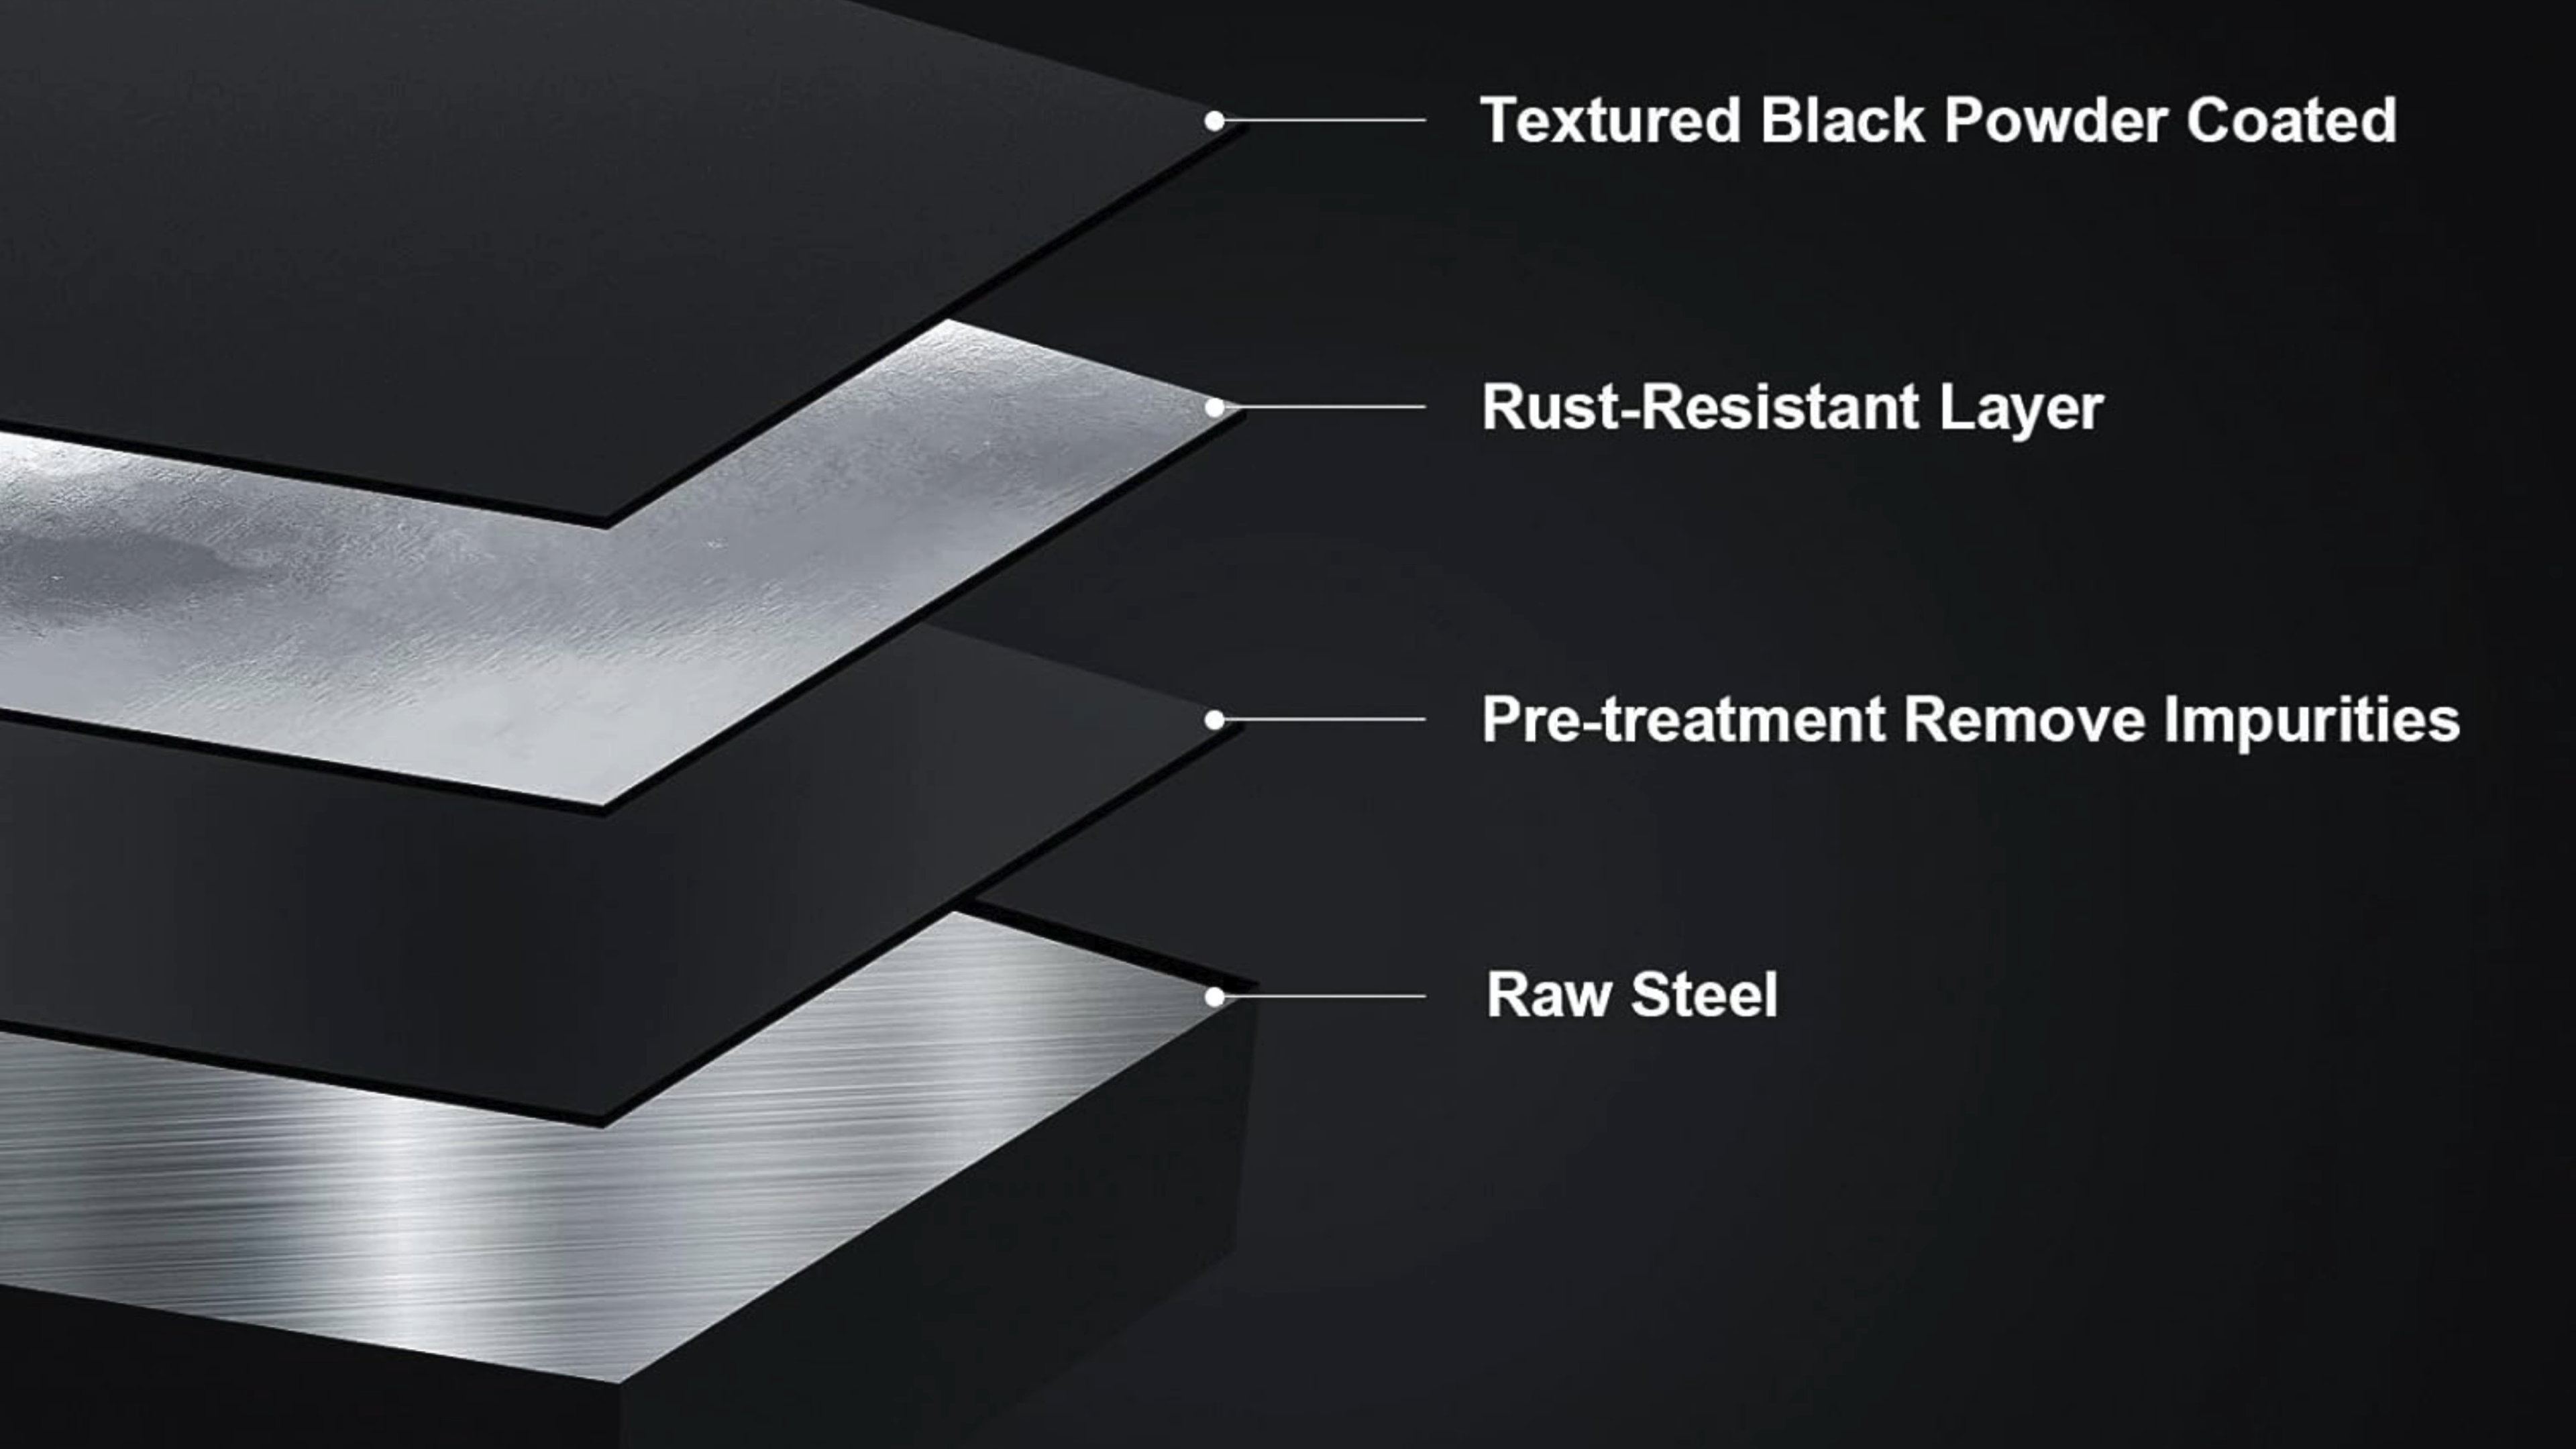 Textured Black Powder Coated
Rust-Resistant Layer
Pre-treatment Remove Impurities
Raw Steel